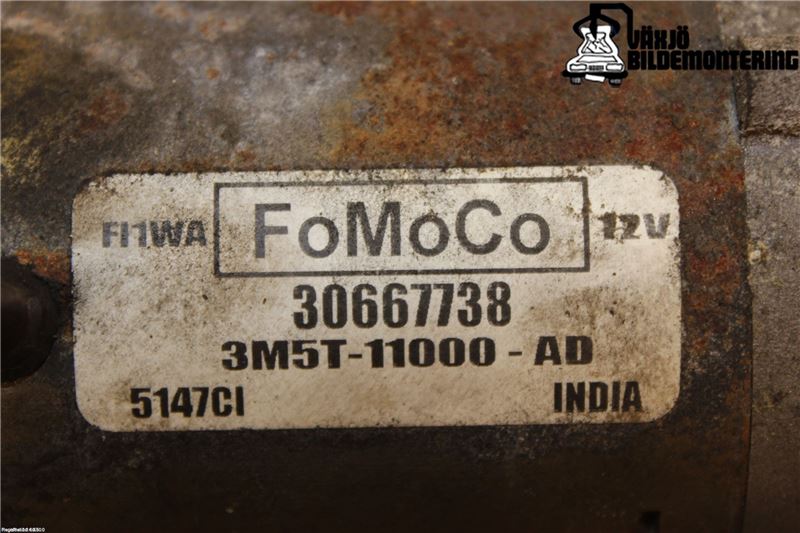 VÄXJÖ
BILDEMONTERING
FI1WA FoMoCo 12V
30667738
3M5T-11000-AD
5147CI INDIA